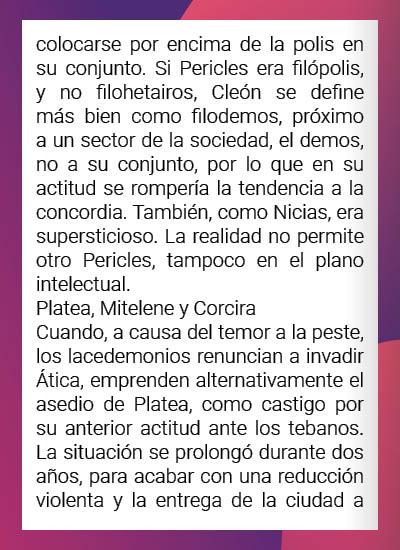 colocarse por encima de la polis en
su conjunto. Si Pericles era filópolis,
y no filohetairos, Cleón se define
más bien como filodemos, próximo
a un sector de la sociedad, el demos,
no a su conjunto, por lo que en su
actitud se rompería la tendencia a la
concordia. También, como Nicias, era
supersticioso. La realidad no permite
otro Pericles, tampoco en el plano
intelectual.
Platea, Mitelene y Corcira
Cuando, a causa del temor a la peste,
los lacedemonios renuncian a invadir
Ática, emprenden alternativamente el
asedio de Platea, como castigo por
su anterior actitud ante los tebanos.
La situación se prolongó durante dos
años, para acabar con una reducción
violenta y la entrega de la ciudad a